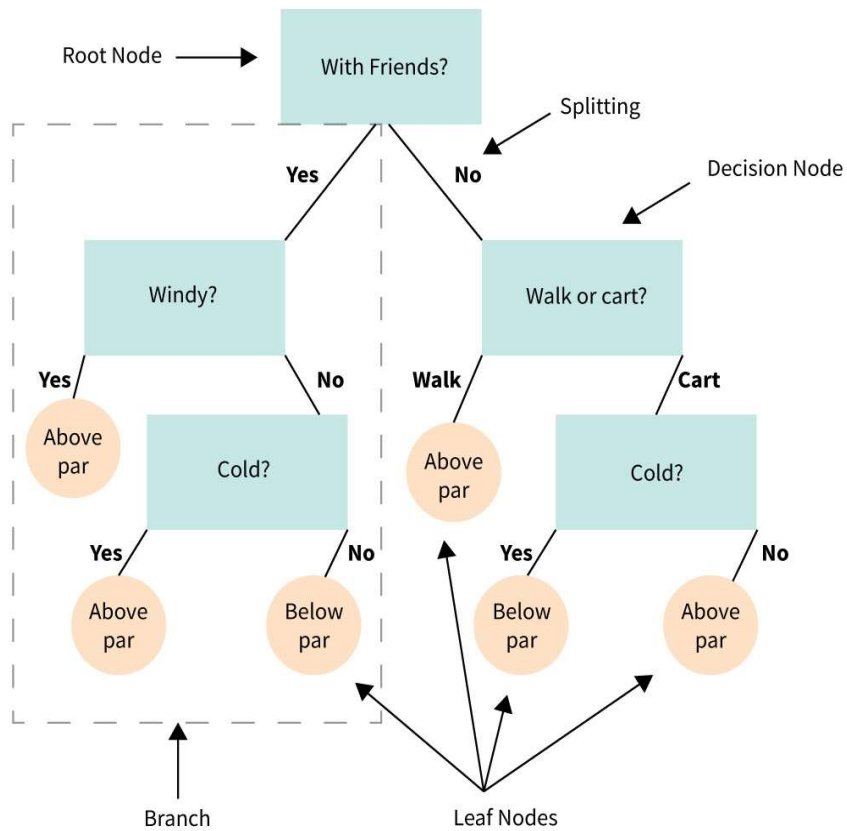 Root Node
With Friends?
Splitting
Yes
No
Decision Node
Windy?
Walk or cart?
Yes
No
Walk
Cart
Above
par
Cold?
Above
par
Cold?
Yes
No
Yes
No
Above
par
Below
par
Below
par
Above
par
Branch
Leaf Nodes